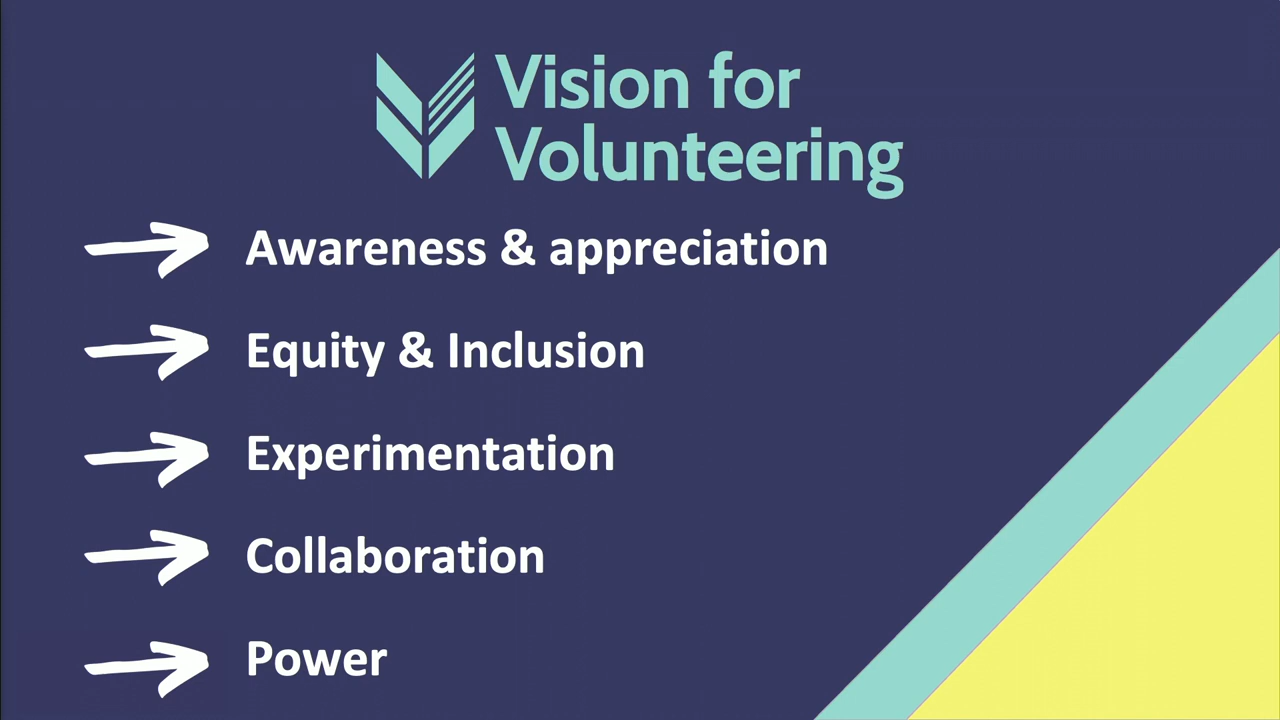 Vision for
Volunteering
Awareness & appreciation
Equity & Inclusion
Experimentation
Collaboration
Power